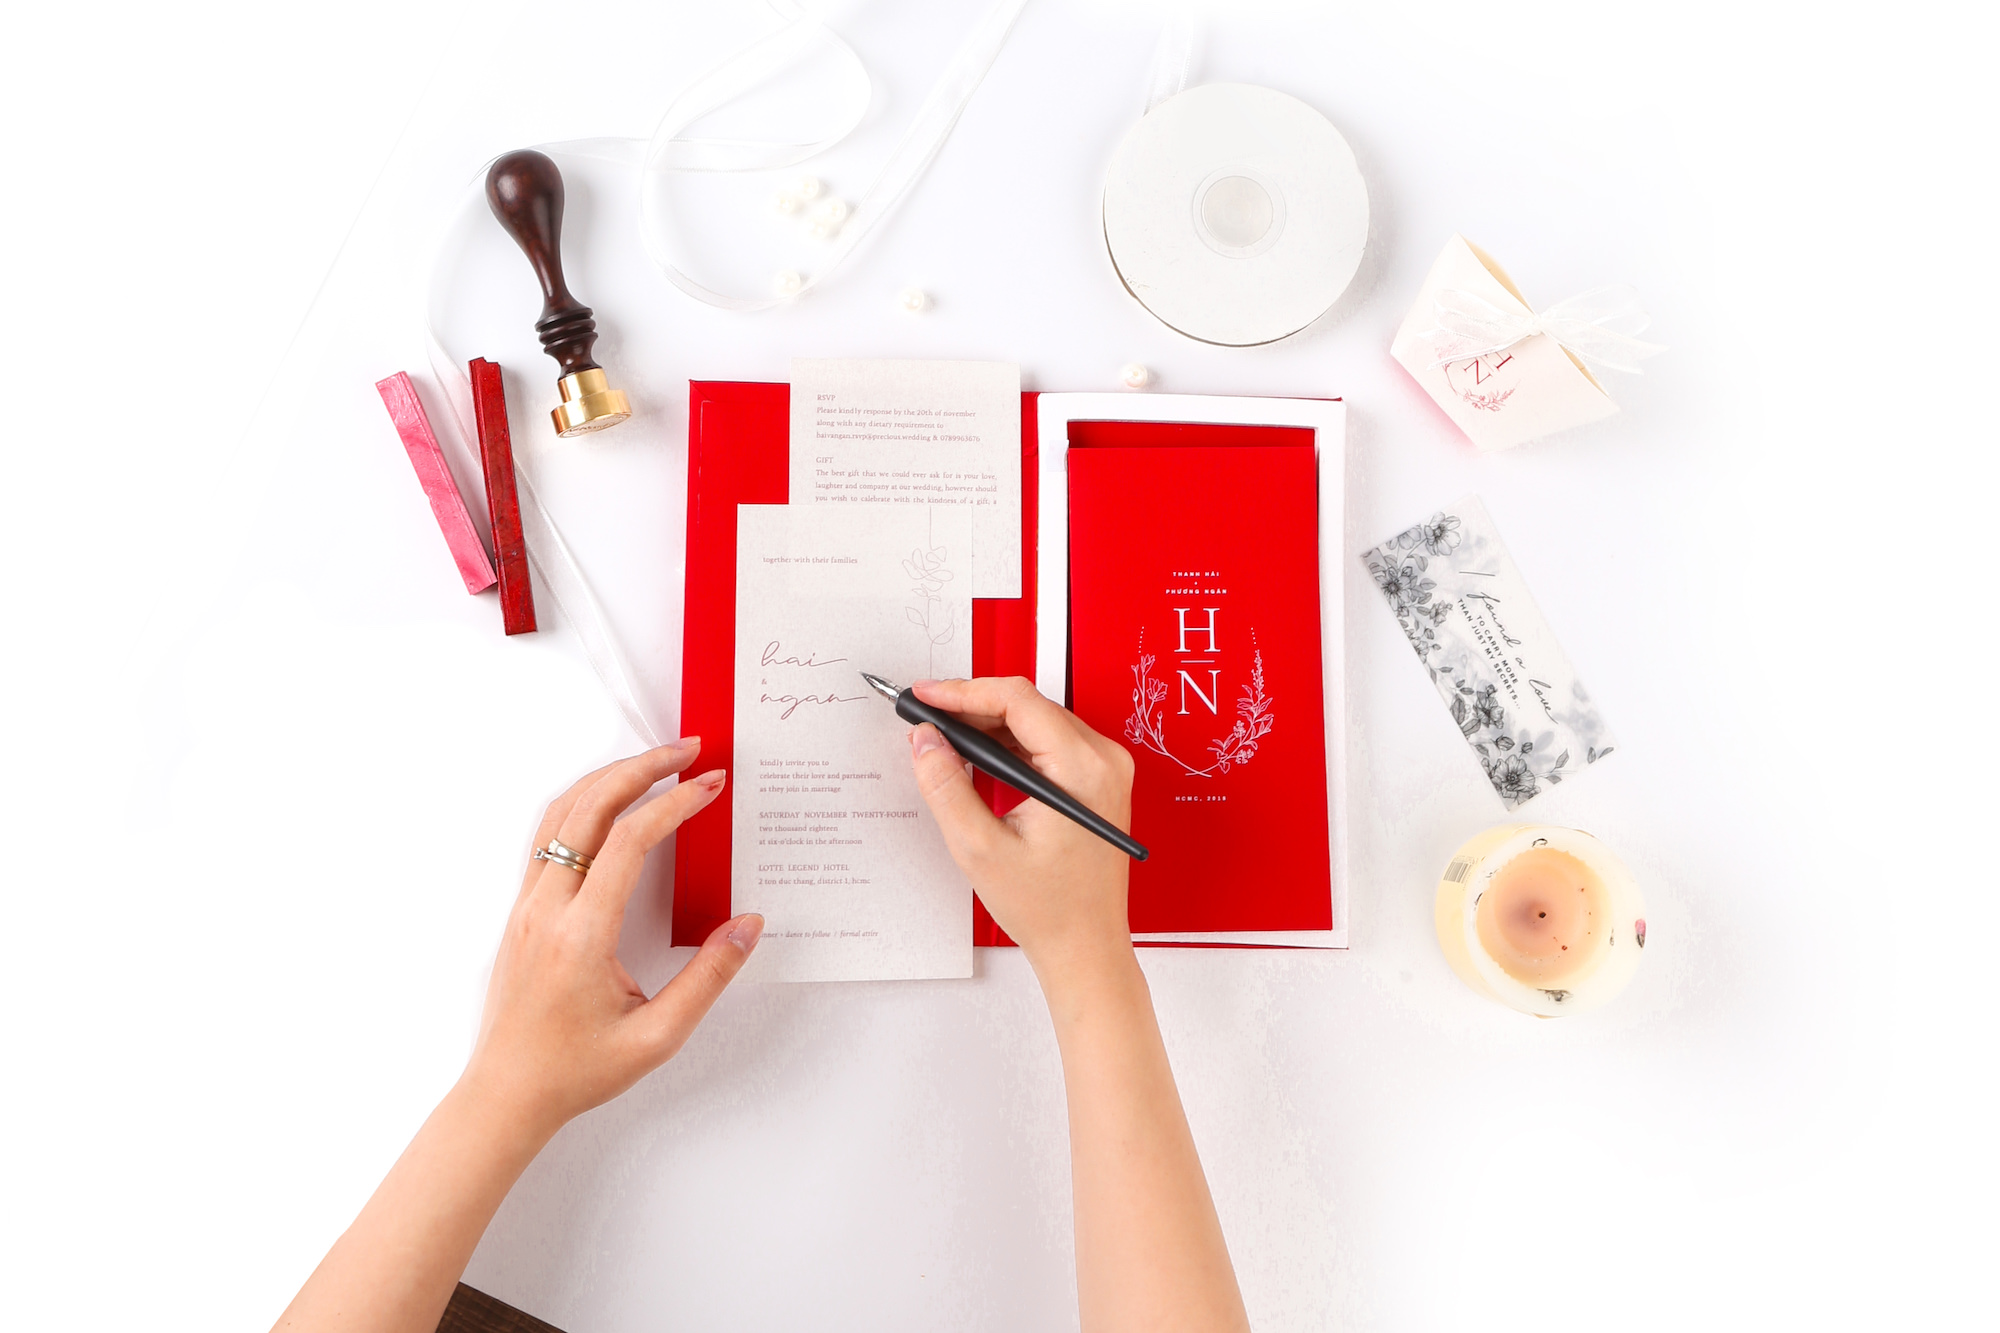 RSVP
Please kindly response by the 20th of november
along with any dietary requirement to
haivangan.rsvp@precious.wedding & 0789963676
GIFT
The best gift that we could ever ask for is your love,
laughter and company at our wedding, however should
you wish to celebrate with the kindness of a gift, a
together with their families
hai
&
ngan
kindly invite you to
celebrate their love and partnership
as they join in marriage
SATURDAY NOVEMBER TWENTY-FOURTH
two thousand eighteen
at six-o'clock in the afternoon
LOTTE LEGEND HOTEL
2 ton duc thang, district 1, hcmc
dance to follow / formal attire
THANH HẢI
+
PHƯƠNG NGÂN
H
N
HCMC, 2018
H
N
I found a love
TO CARRY MORE
THAN JUST MY SECRETS...